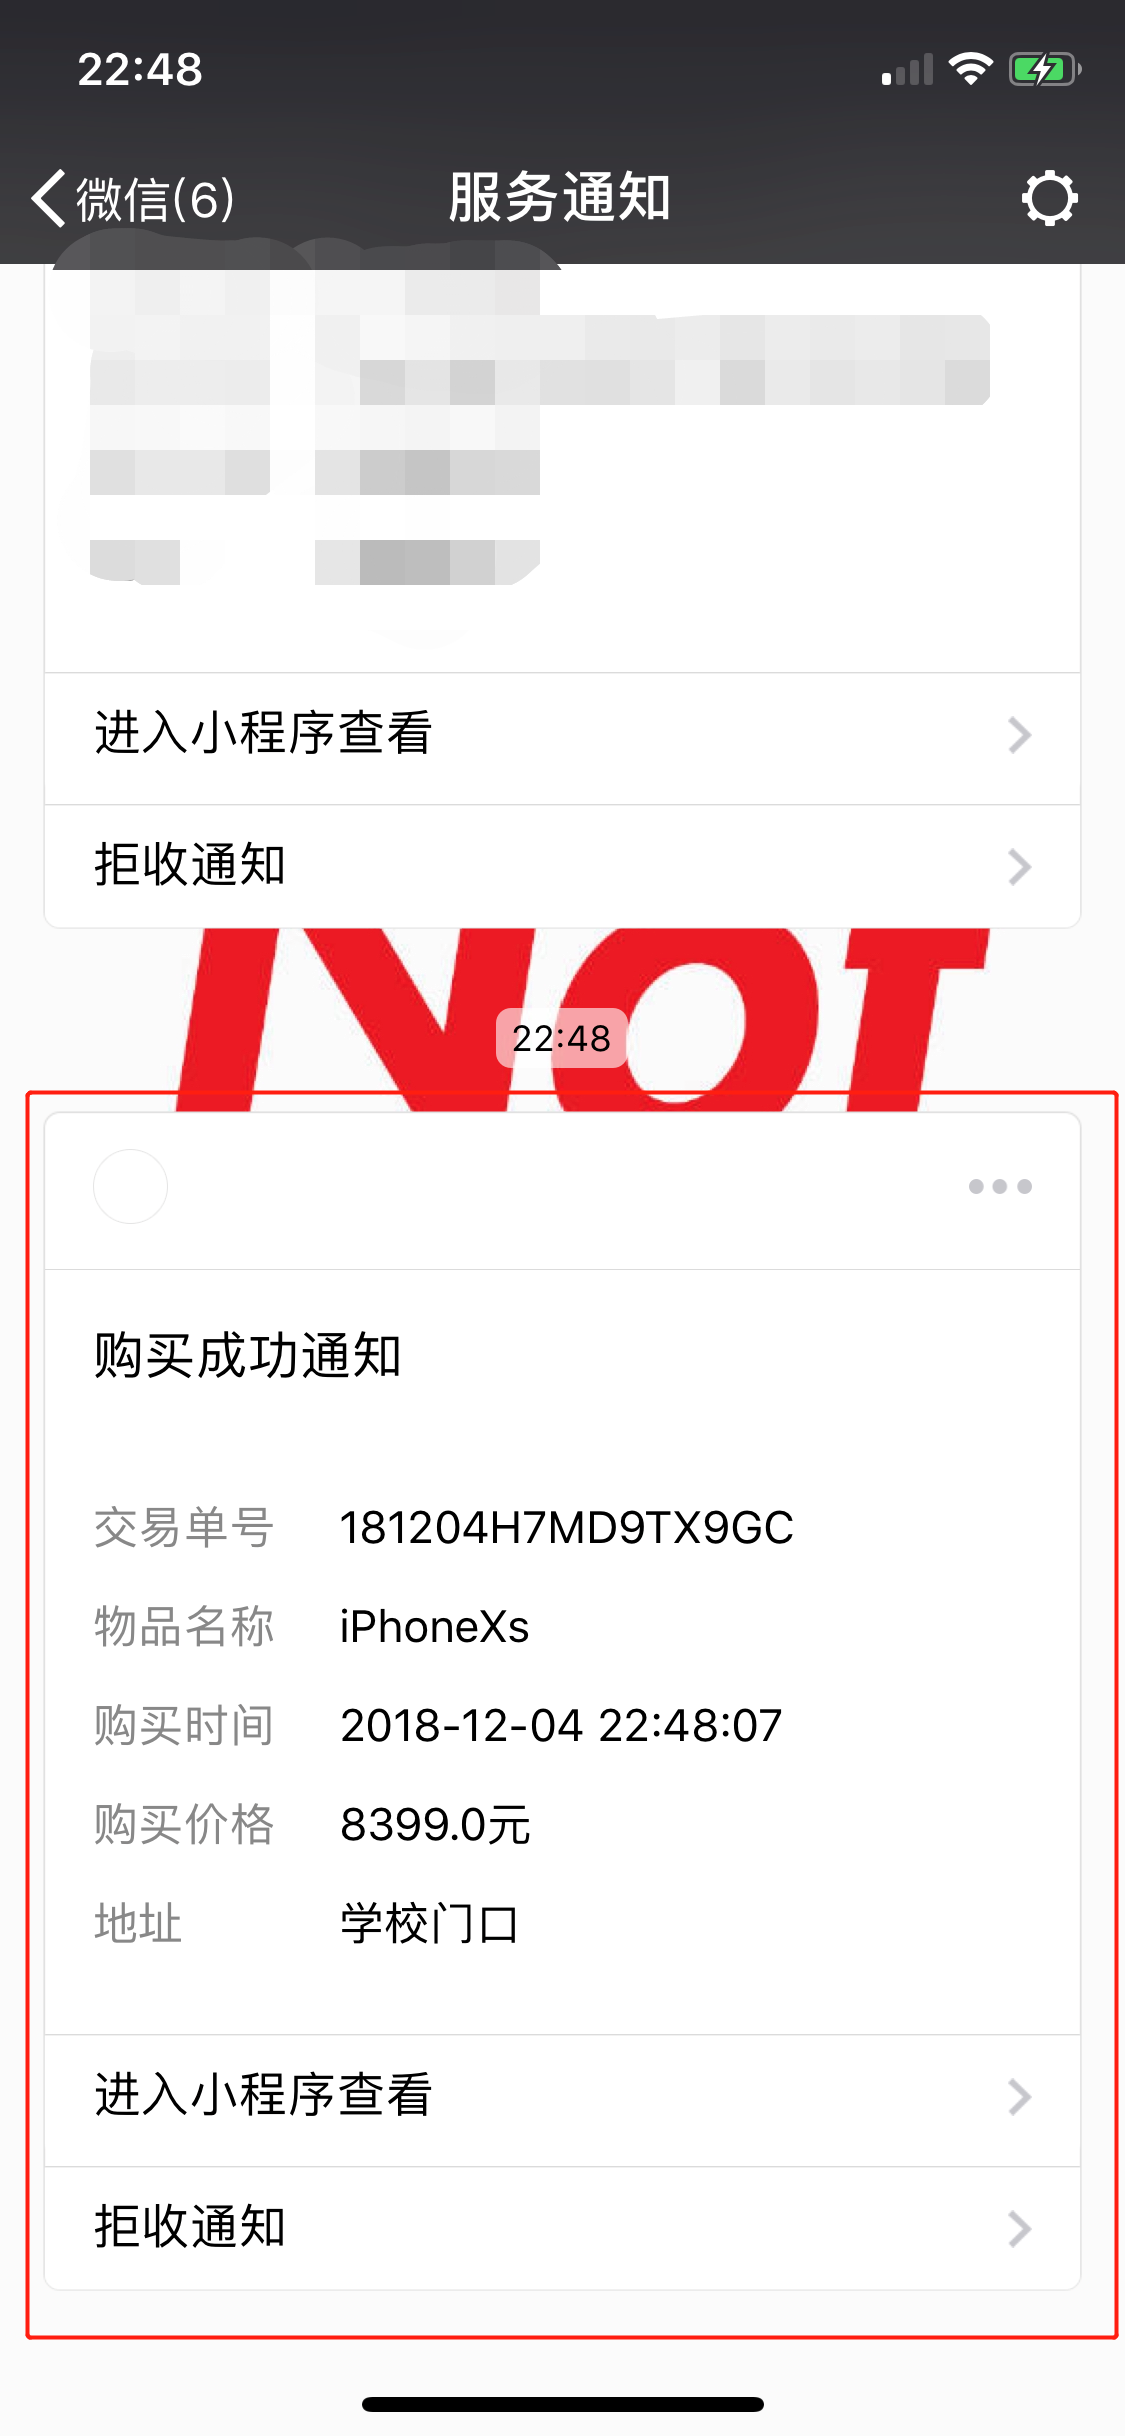 22:48
微信(6)
服务通知
进入小程序查看
拒收通知
Not
22:48
购买成功通知
交易单号 181204H7MD9TX9GC
物品名称 iPhoneXs
购买时间 2018-12-04 22:48:07
购买价格 8399.0元
地址 学校门口
进入小程序查看
拒收通知